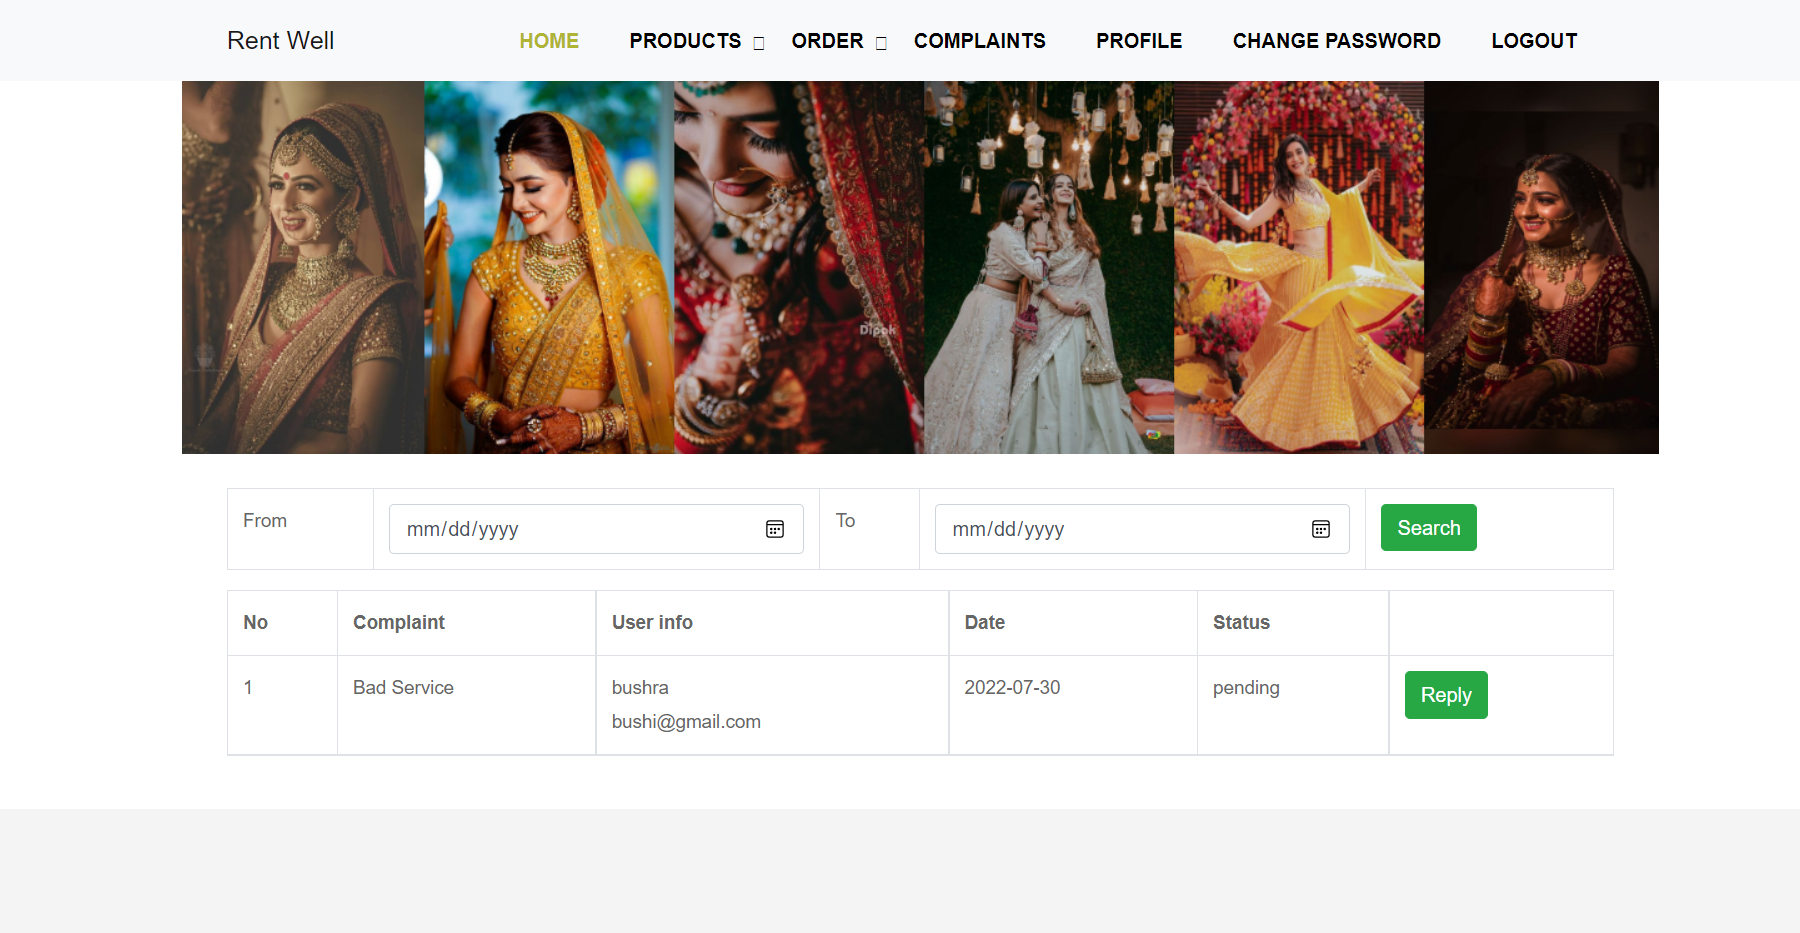 Rent Well
HOME
PRODUCTS
ORDER
COMPLAINTS
PROFILE
CHANGE PASSWORD
LOGOUT
Dipak
From
mm/dd/yyyy
To
mm/dd/yyyy
Search
No
Complaint
User info
Date
Status
1
Bad Service
bushra
bushi@gmail.com
2022-07-30
pending
Reply